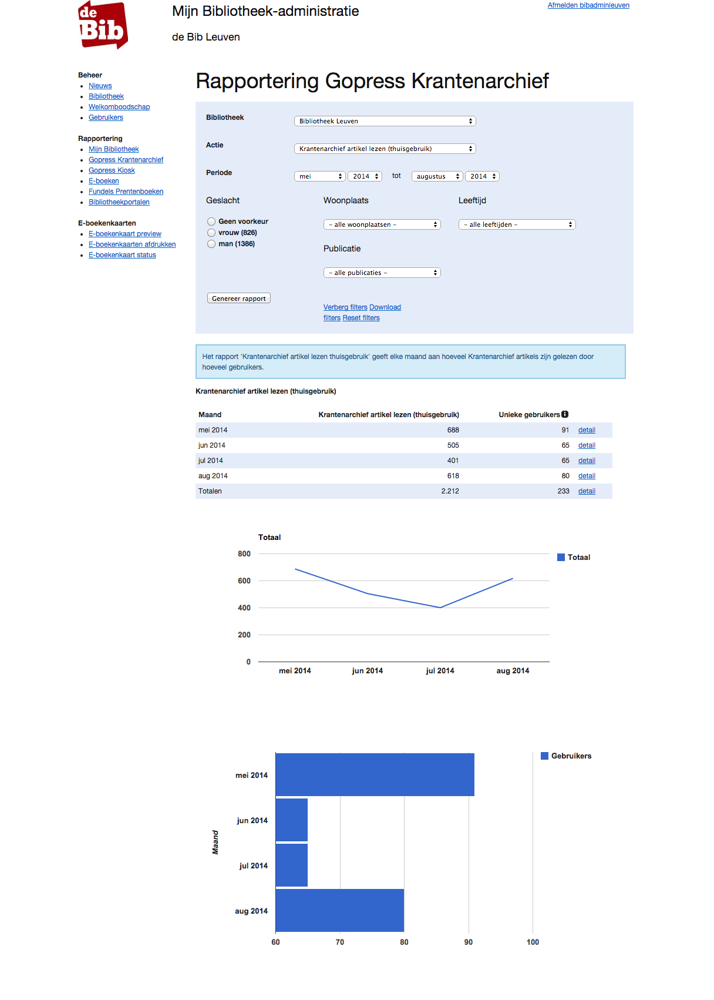 de
Bib
Mijn Bibliotheek-administratie
Afmelden bibadminleuven
de Bib Leuven
Beheer
Nieuws
Bibliotheek
Welkomboodschap
Gebruikers
Rapportering
Mijn Bibliotheek
Gopress Krantenarchief
Gopress Kiosk
E-boeken
Fundels Prentenboeken
Bibliotheekportalen
E-boekenkaarten
E-boekenkaart preview
E-boekenkaarten afdrukken
E-boekenkaart status
Rapportering Gopress Krantenarchief
Bibliotheek Bibliotheek Leuven
Actie Krantenarchief artikel lezen (thuisgebruik)
Periode mei 2014 tot augustus 2014
Geslacht Woonplaats Leeftijd
Geen voorkeur – alle woonplaatsen – – alle leeftijden –
vrouw (826)
man (1386)
Publicatie
– alle publicaties –
Genereer rapport
Verberg filters Download
filters Reset filters
Het rapport 'Krantenarchief artikel lezen thuisgebruik' geeft elke maand aan hoeveel Krantenarchief artikels zijn gelezen door
hoeveel gebruikers.
Krantenarchief artikel lezen (thuisgebruik)
Maand Krantenarchief artikel lezen (thuisgebruik) Unieke gebruikers i
mei 2014 688 91 detail
jun 2014 505 65 detail
jul 2014 401 65 detail
aug 2014 618 80 detail
Totalen 2.212 233 detail
Totaal
800
600
400
200
0
mei 2014 jun 2014 jul 2014 aug 2014
Totaal
Gebruikers
Maand
mei 2014
jun 2014
jul 2014
aug 2014
60 70 80 90 100